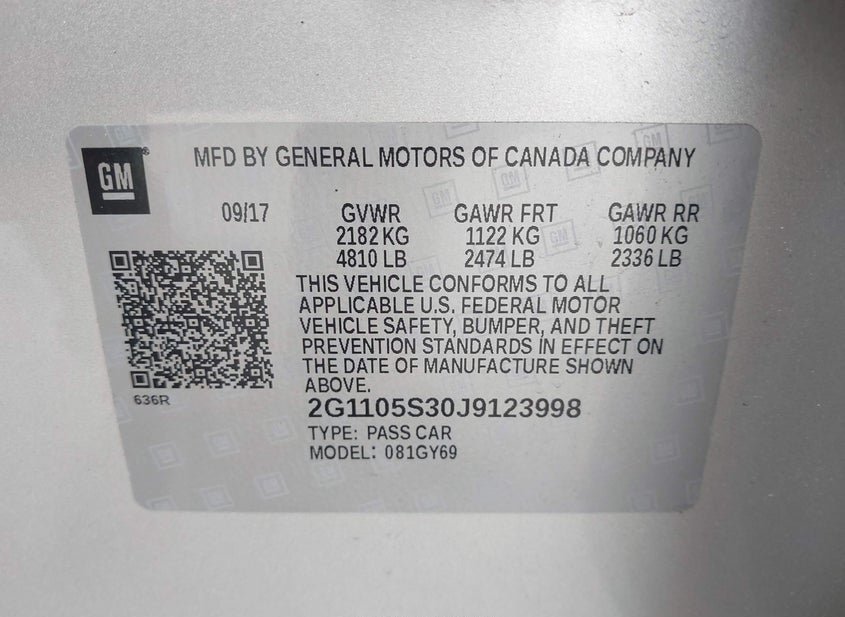 GM
MFD BY GENERAL MOTORS OF CANADA COMPANY
09/17 GVWR GAWR FRT GAWR RR
2182 KG 1122 KG 1060 KG
4810 LB 2474 LB 2336 LB
THIS VEHICLE CONFORMS TO ALL
APPLICABLE U.S. FEDERAL MOTOR
VEHICLE SAFETY, BUMPER, AND THEFT
PREVENTION STANDARDS IN EFFECT ON
THE DATE OF MANUFACTURE SHOWN
ABOVE.
636R
2G1105S30J9123998
TYPE: PASS CAR
MODEL: 081GY69